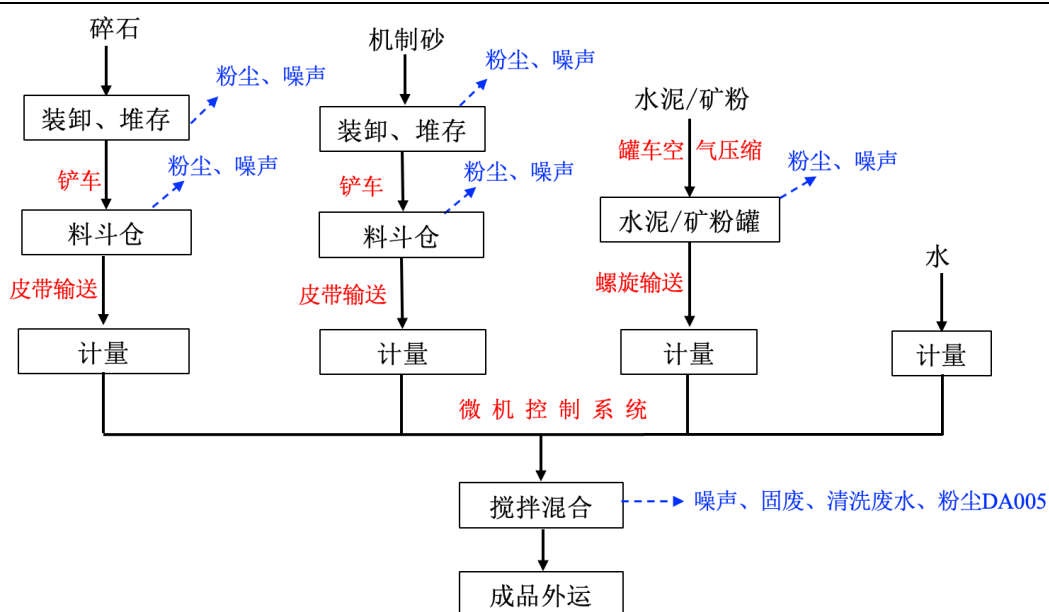 碎石
机制砂
粉尘、噪声
粉尘、噪声
水泥/矿粉
装卸、堆存
装卸、堆存
罐车空 气压缩
粉尘、噪声
铲车
粉尘、噪声
铲车
粉尘、噪声
料斗仓
料斗仓
水泥/矿粉罐
水
皮带输送
皮带输送
螺旋输送
计量
计量
计量
计量
微机控制系统
搅拌混合
噪声、固废、清洗废水、粉尘DA005
成品外运